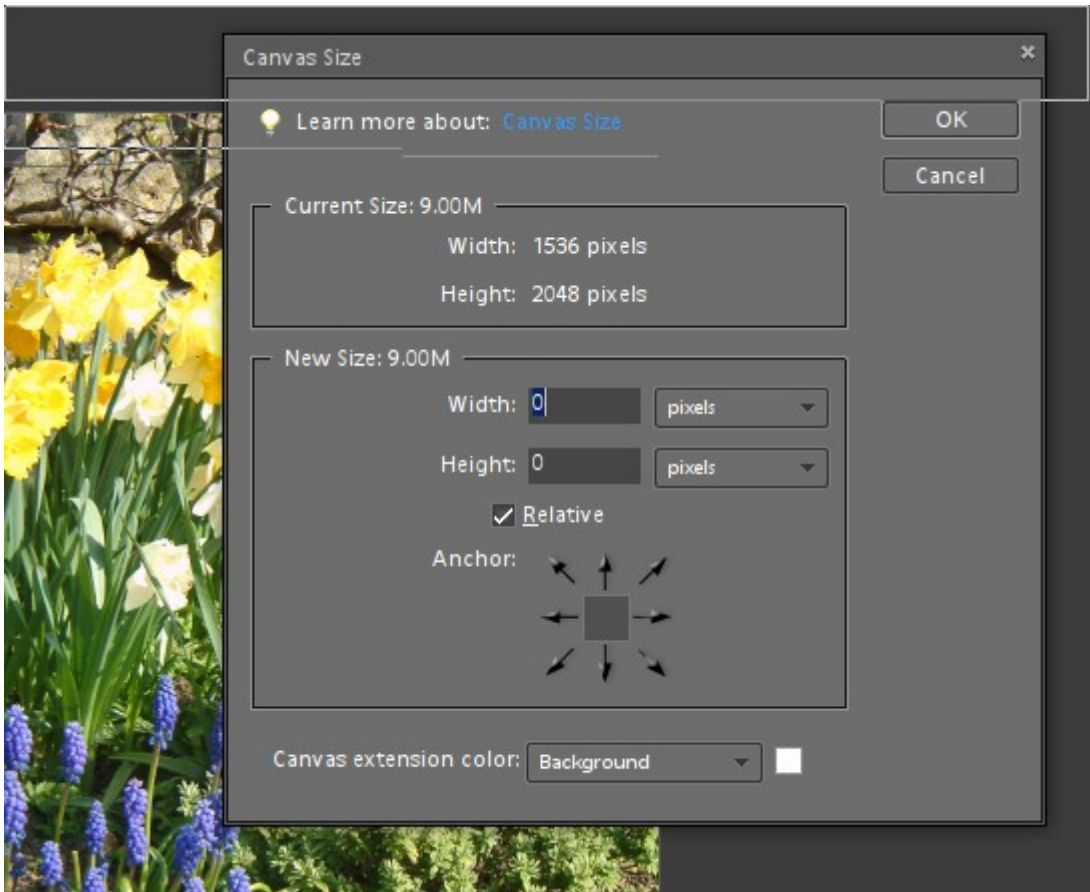 Canvas Size
Learn more about: Canvas Size
OK
Cancel
Current Size: 9.00M
Width: 1536 pixels
Height: 2048 pixels
New Size: 9.00M
Width: 0 pixels
Height: 0 pixels
Relative
Anchor:
Canvas extension color: Background